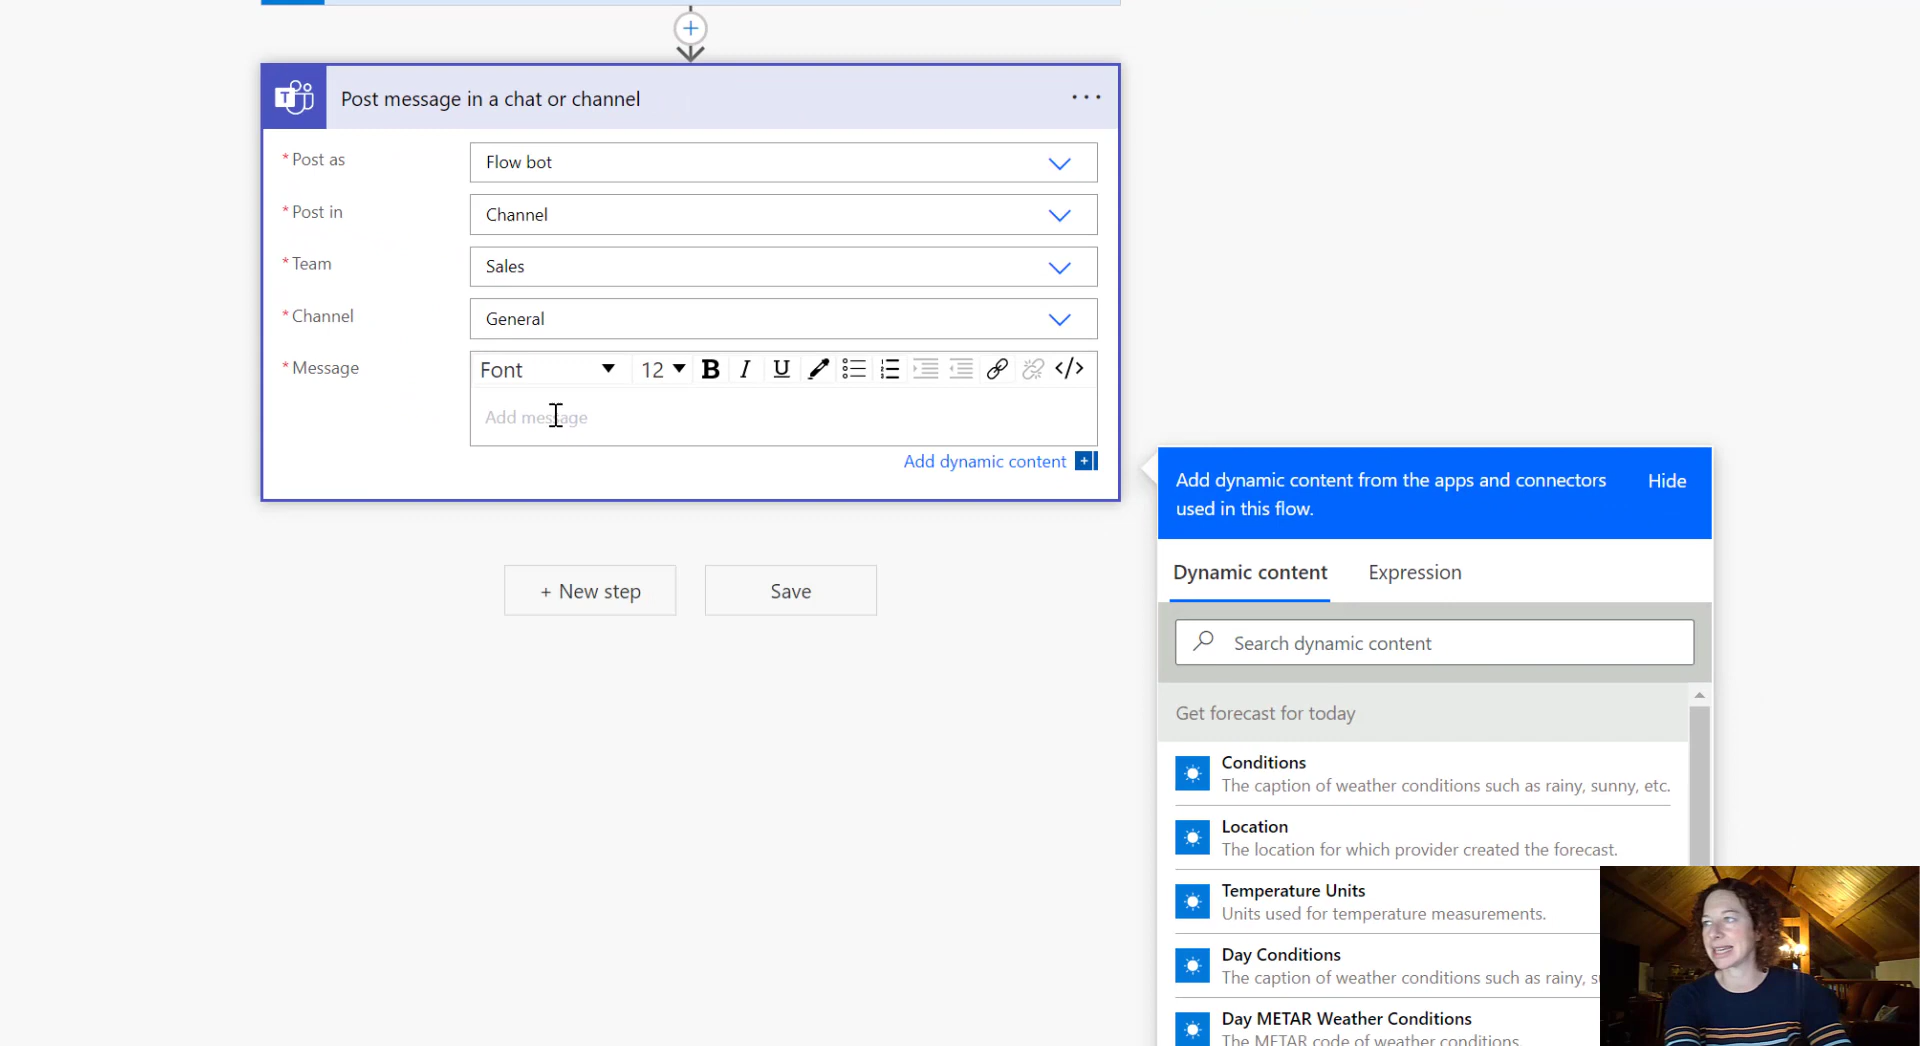 Post message in a chat or channel
* Post as
Flow bot
* Post in
Channel
* Team
Sales
* Channel
General
* Message
Font
12
B I U </>
Add message
Add dynamic content
+ New step
Save
Add dynamic content from the apps and connectors
used in this flow.
Hide
Dynamic content
Expression
Search dynamic content
Get forecast for today
Conditions
The caption of weather conditions such as rainy, sunny, etc.
Location
The location for which provider created the forecast.
Temperature Units
Units used for temperature measurements.
Day Conditions
The caption of weather conditions such as rainy,
Day METAR Weather Conditions
The METAR code of weather conditions.